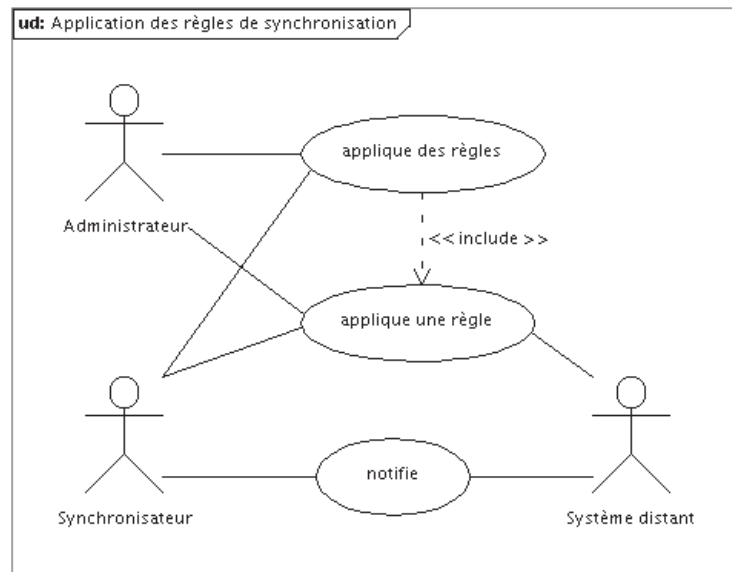 ud: Application des règles de synchronisation
applique des règles
Administrateur
<< include >>
applique une règle
notifie
Synchronisateur
Système distant